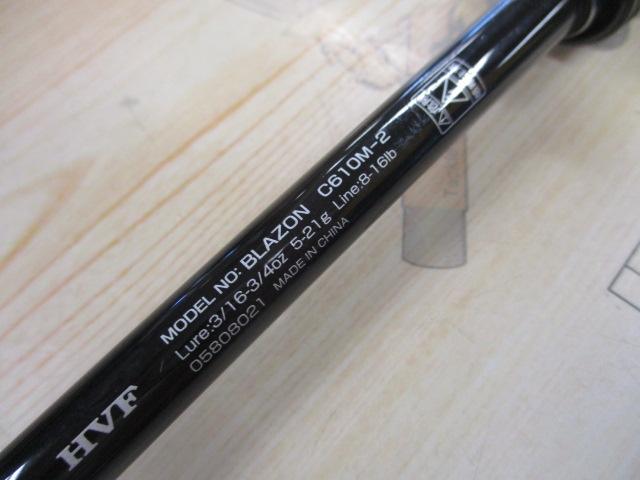 MODEL NO: BLAZON C610M-2
Lure:3/16-3/4oz 5-21g Line:8-16lb
05808021 MADE IN CHINA
HVF